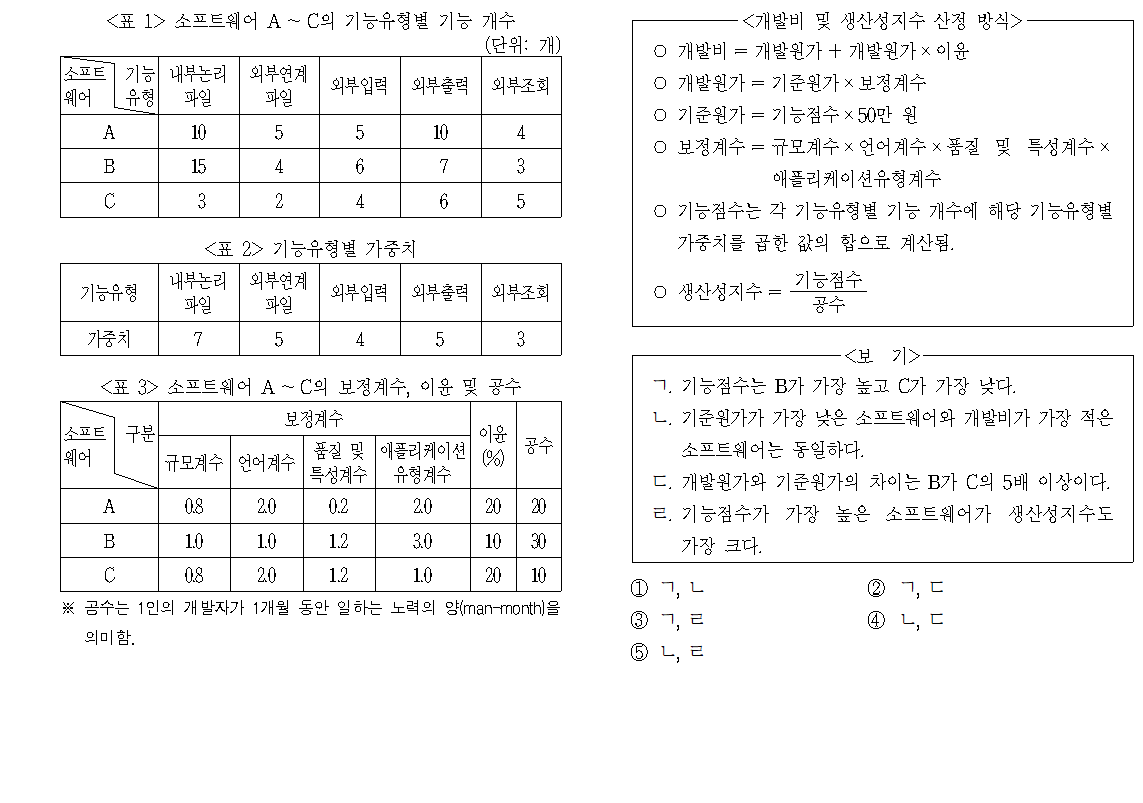 <표 1> 소프트웨어 A ~ C의 기능유형별 기능 개수
(단위: 개)
소프트웨어 기능유형 내부논리파일 외부연계파일 외부입력 외부출력 외부조회
A 10 5 5 10 4
B 15 4 6 7 3
C 3 2 4 6 5
<표 2> 기능유형별 가중치
기능유형 내부논리파일 외부연계파일 외부입력 외부출력 외부조회
가중치 7 5 4 5 3
<표 3> 소프트웨어 A ~ C의 보정계수, 이윤 및 공수
소프트웨어 구분 보정계수 이윤(%) 공수
규모계수 언어계수 품질 및 특성계수 애플리케이션유형계수
A 0.8 2.0 0.2 2.0 20 20
B 1.0 1.0 1.2 3.0 10 30
C 0.8 2.0 1.2 1.0 20 10
※ 공수는 1인의 개발자가 1개월 동안 일하는 노력의 양(man-month)을
의미함.
<개발비 및 생산성지수 산정 방식>
○ 개발비 = 개발원가 + 개발원가 × 이윤
○ 개발원가 = 기준원가 × 보정계수
○ 기준원가 = 기능점수 × 50만 원
○ 보정계수 = 규모계수 × 언어계수 × 품질 및 특성계수 ×
애플리케이션유형계수
○ 기능점수는 각 기능유형별 기능 개수에 해당 기능유형별
가중치를 곱한 값의 합으로 계산됨.
○ 생산성지수 = 기능점수 / 공수
<보 기>
ㄱ. 기능점수는 B가 가장 높고 C가 가장 낮다.
ㄴ. 기준원가가 가장 낮은 소프트웨어와 개발비가 가장 적은
소프트웨어는 동일하다.
ㄷ. 개발원가와 기준원가의 차이는 B가 C의 5배 이상이다.
ㄹ. 기능점수가 가장 높은 소프트웨어가 생산성지수도
가장 크다.
① ㄱ, ㄴ ② ㄱ, ㄷ
③ ㄱ, ㄹ ④ ㄴ, ㄷ
⑤ ㄴ, ㄹ